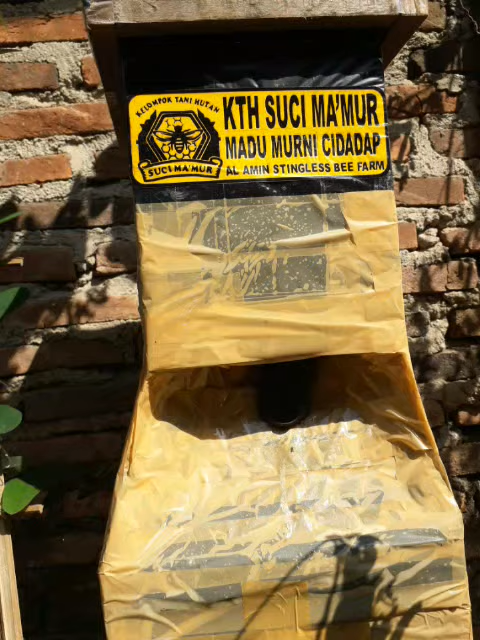 KELOMPOK TANI HUTAN
SUCI MA'MUR
KTH SUCI MA'MUR
MADU MURNI CIDADAP
AL AMIN STINGLESS BEE FARM